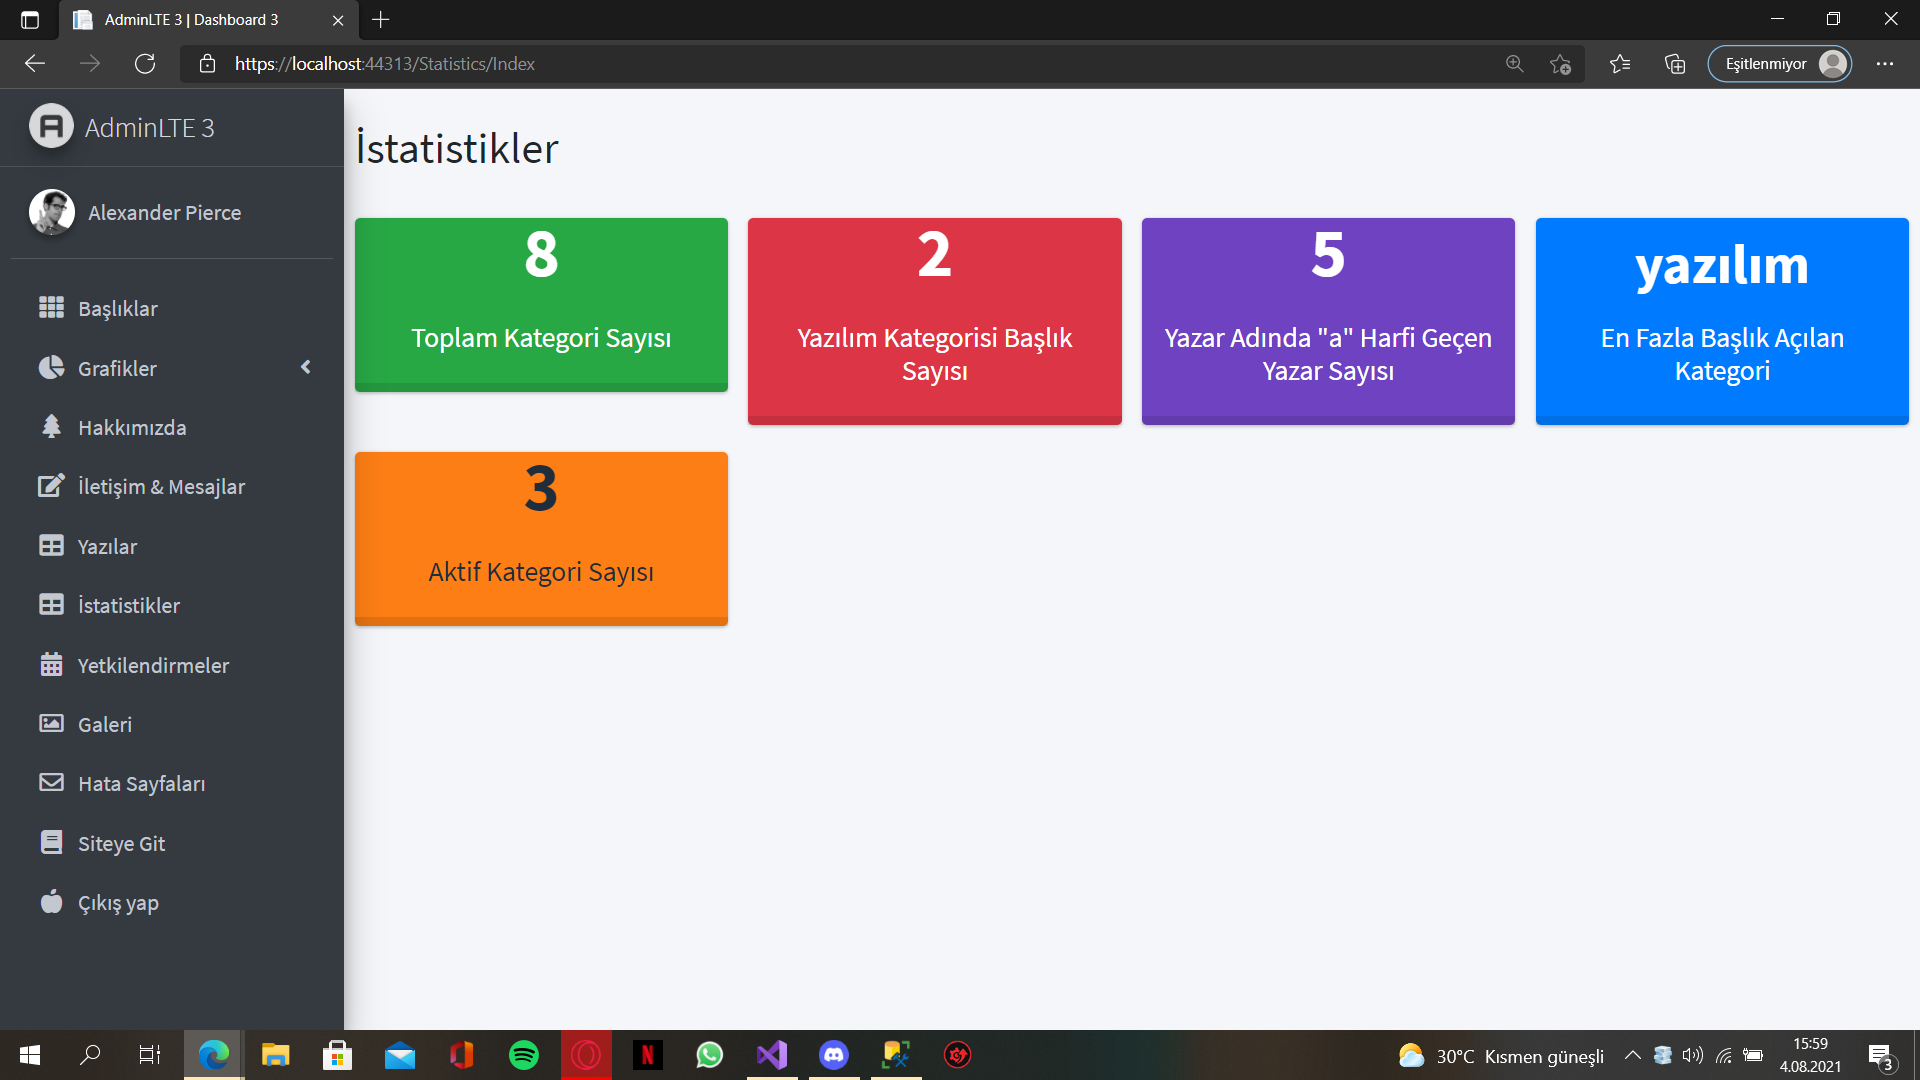 AdminLTE 3 | Dashboard 3
https://localhost:44313/Statistics/Index
Eşitlenmiyor
AdminLTE 3
Alexander Pierce
Başlıklar
Grafikler
Hakkımızda
İletişim & Mesajlar
Yazılar
İstatistikler
Yetkilendirmeler
Galeri
Hata Sayfaları
Siteye Git
Çıkış yap
İstatistikler
8
Toplam Kategori Sayısı
2
Yazılım Kategorisi Başlık
Sayısı
5
Yazar Adında "a" Harfi Geçen
Yazar Sayısı
yazılım
En Fazla Başlık Açılan
Kategori
3
Aktif Kategori Sayısı
30°C Kısmen güneşli
15:59
4.08.2021
3